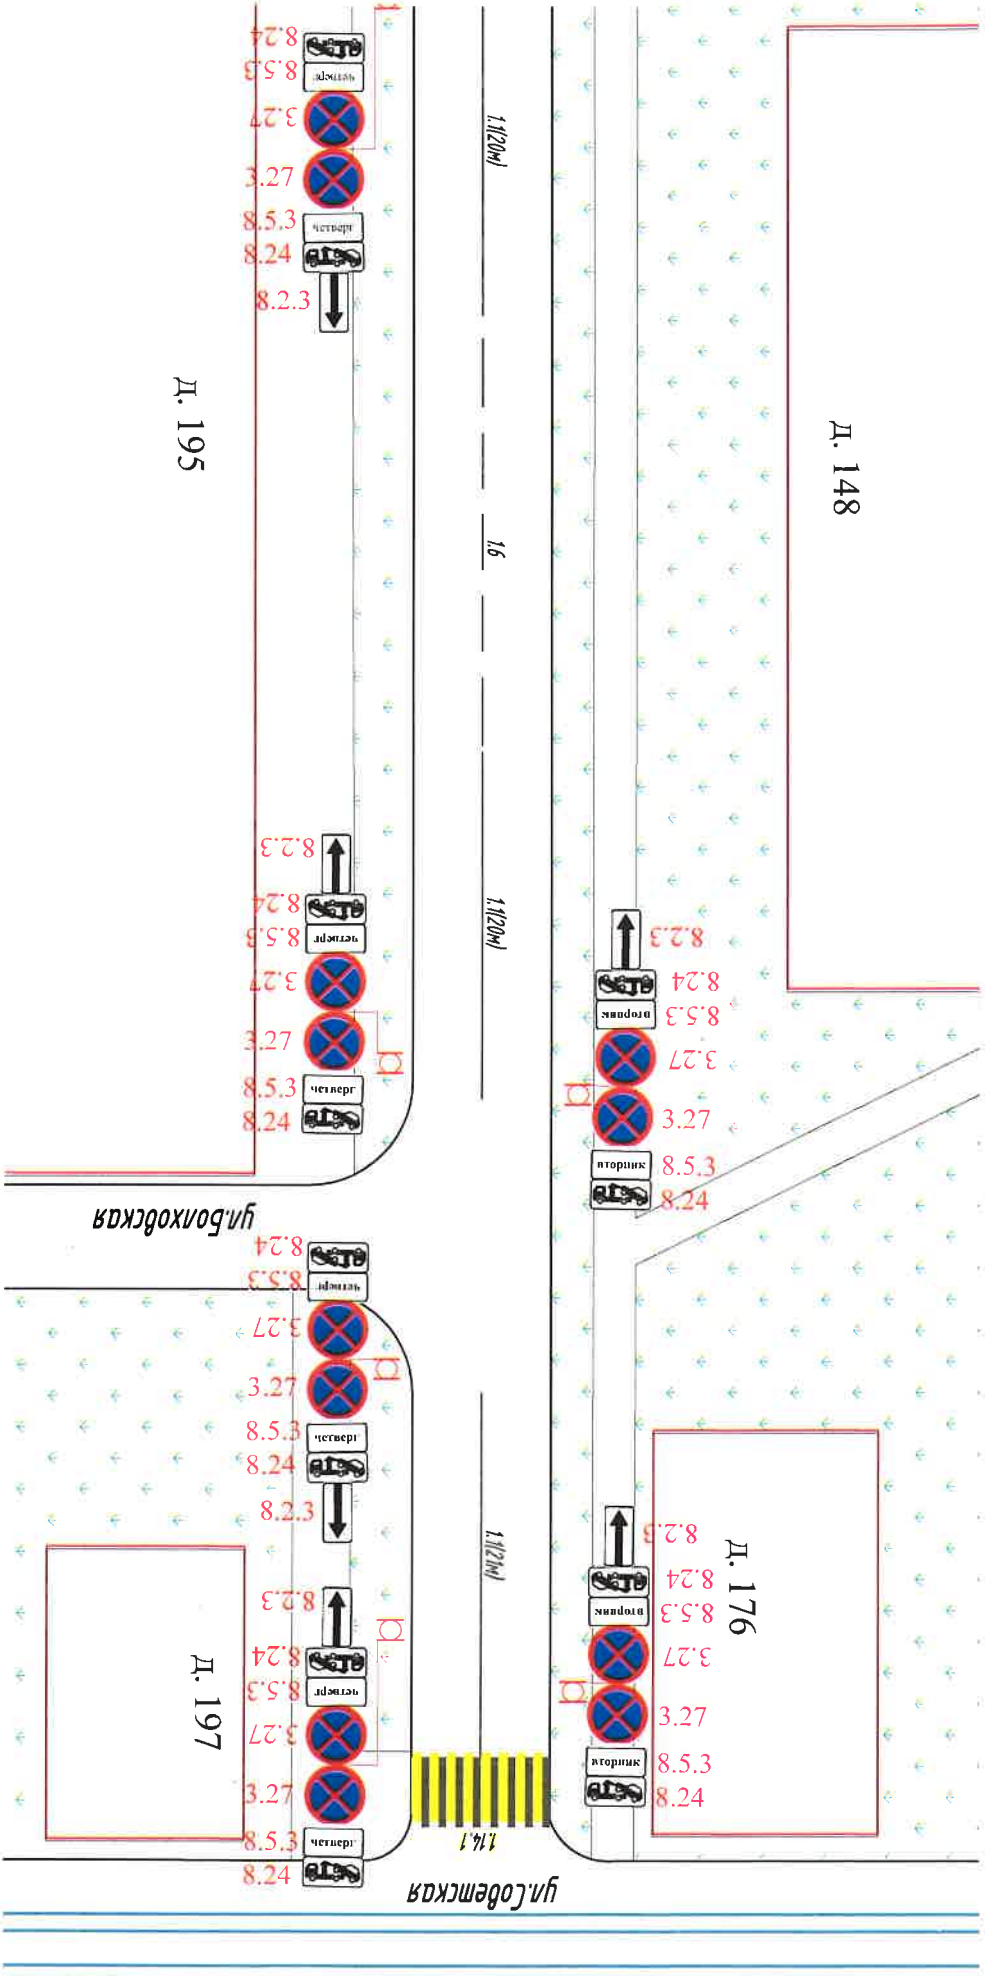 8.24
8.5.3
четверг
3.27
3.27
8.5.3
четверг
8.24
8.2.3
1.1(20м)
д. 195
д. 148
1.6
8.2.3
8.24
8.5.3
четверг
3.27
3.27
8.5.3
четверг
8.24
1.1(20м)
8.2.3
8.24
8.5.3
вторник
3.27
3.27
вторник
8.5.3
8.24
ул.Болховская
8.24
8.5.3
четверг
3.27
3.27
8.5.3
четверг
8.24
8.2.3
1.1(21м)
8.2.3
8.24
8.5.3
вторник
3.27
3.27
вторник
8.5.3
8.24
д. 176
8.2.3
8.24
8.5.3
четверг
3.27
3.27
8.5.3
четверг
8.24
д. 197
1.14.1
ул.Советская